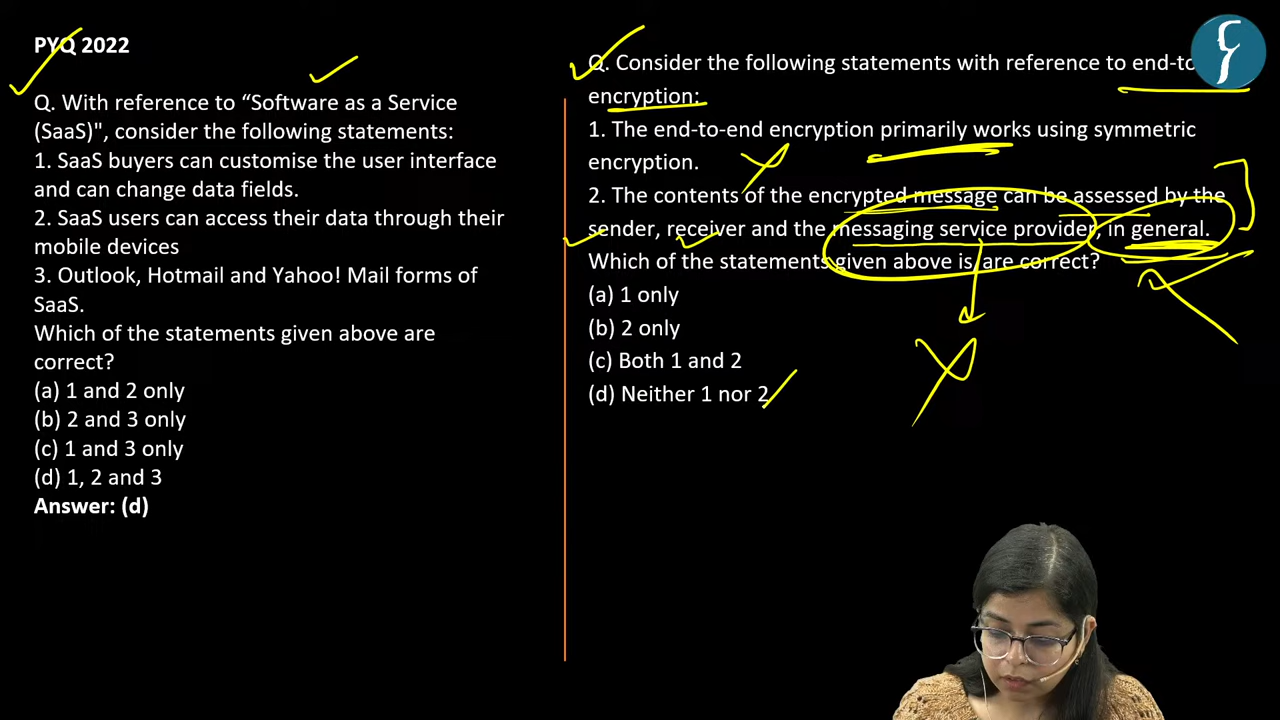 PYQ 2022
Q. With reference to “Software as a Service
(SaaS)", consider the following statements:
1. SaaS buyers can customise the user interface
and can change data fields.
2. SaaS users can access their data through their
mobile devices
3. Outlook, Hotmail and Yahoo! Mail forms of
SaaS.
Which of the statements given above are
correct?
(a) 1 and 2 only
(b) 2 and 3 only
(c) 1 and 3 only
(d) 1, 2 and 3
Answer: (d)
Q. Consider the following statements with reference to end-to
encryption:
1. The end-to-end encryption primarily works using symmetric
encryption.
2. The contents of the encrypted message can be assessed by the
sender, receiver and the messaging service provider, in general.
Which of the statements given above is are correct?
(a) 1 only
(b) 2 only
(c) Both 1 and 2
(d) Neither 1 nor 2